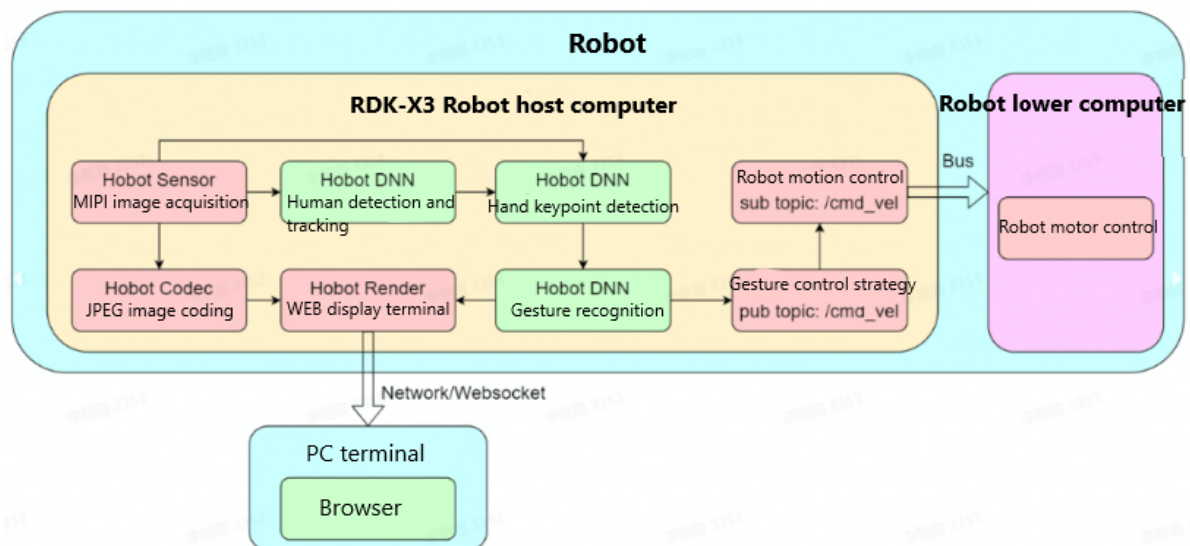 Robot
RDK-X3 Robot host computer
Robot lower computer
Hobot Sensor
MIPI image acquisition
Hobot DNN
Human detection and
tracking
Hobot DNN
Hand keypoint detection
Robot motion control
sub topic: /cmd_vel
Bus
Robot motor control
Hobot Codec
JPEG image coding
Hobot Render
WEB display terminal
Hobot DNN
Gesture recognition
Gesture control strategy
pub topic: /cmd_vel
Network/Websocket
PC terminal
Browser